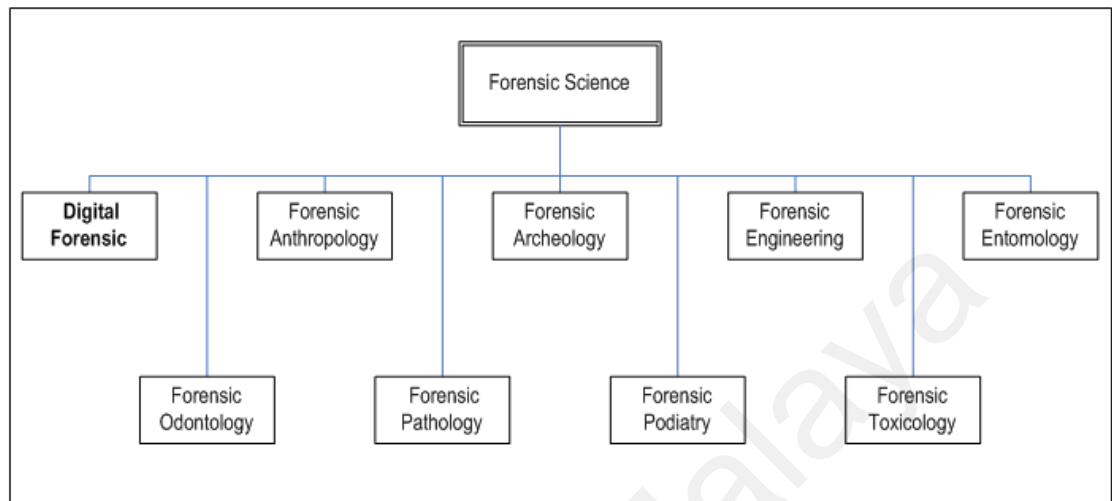 Forensic Science
Digital
Forensic
Forensic
Anthropology
Forensic
Archeology
Forensic
Engineering
Forensic
Entomology
Forensic
Odontology
Forensic
Pathology
Forensic
Podiatry
Forensic
Toxicology